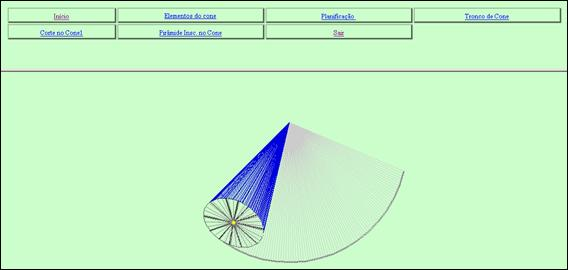 Início Elementos do cone Planificação Tronco de Cone
Corte no Cone1 Pirâmide Insc. no Cone Sair